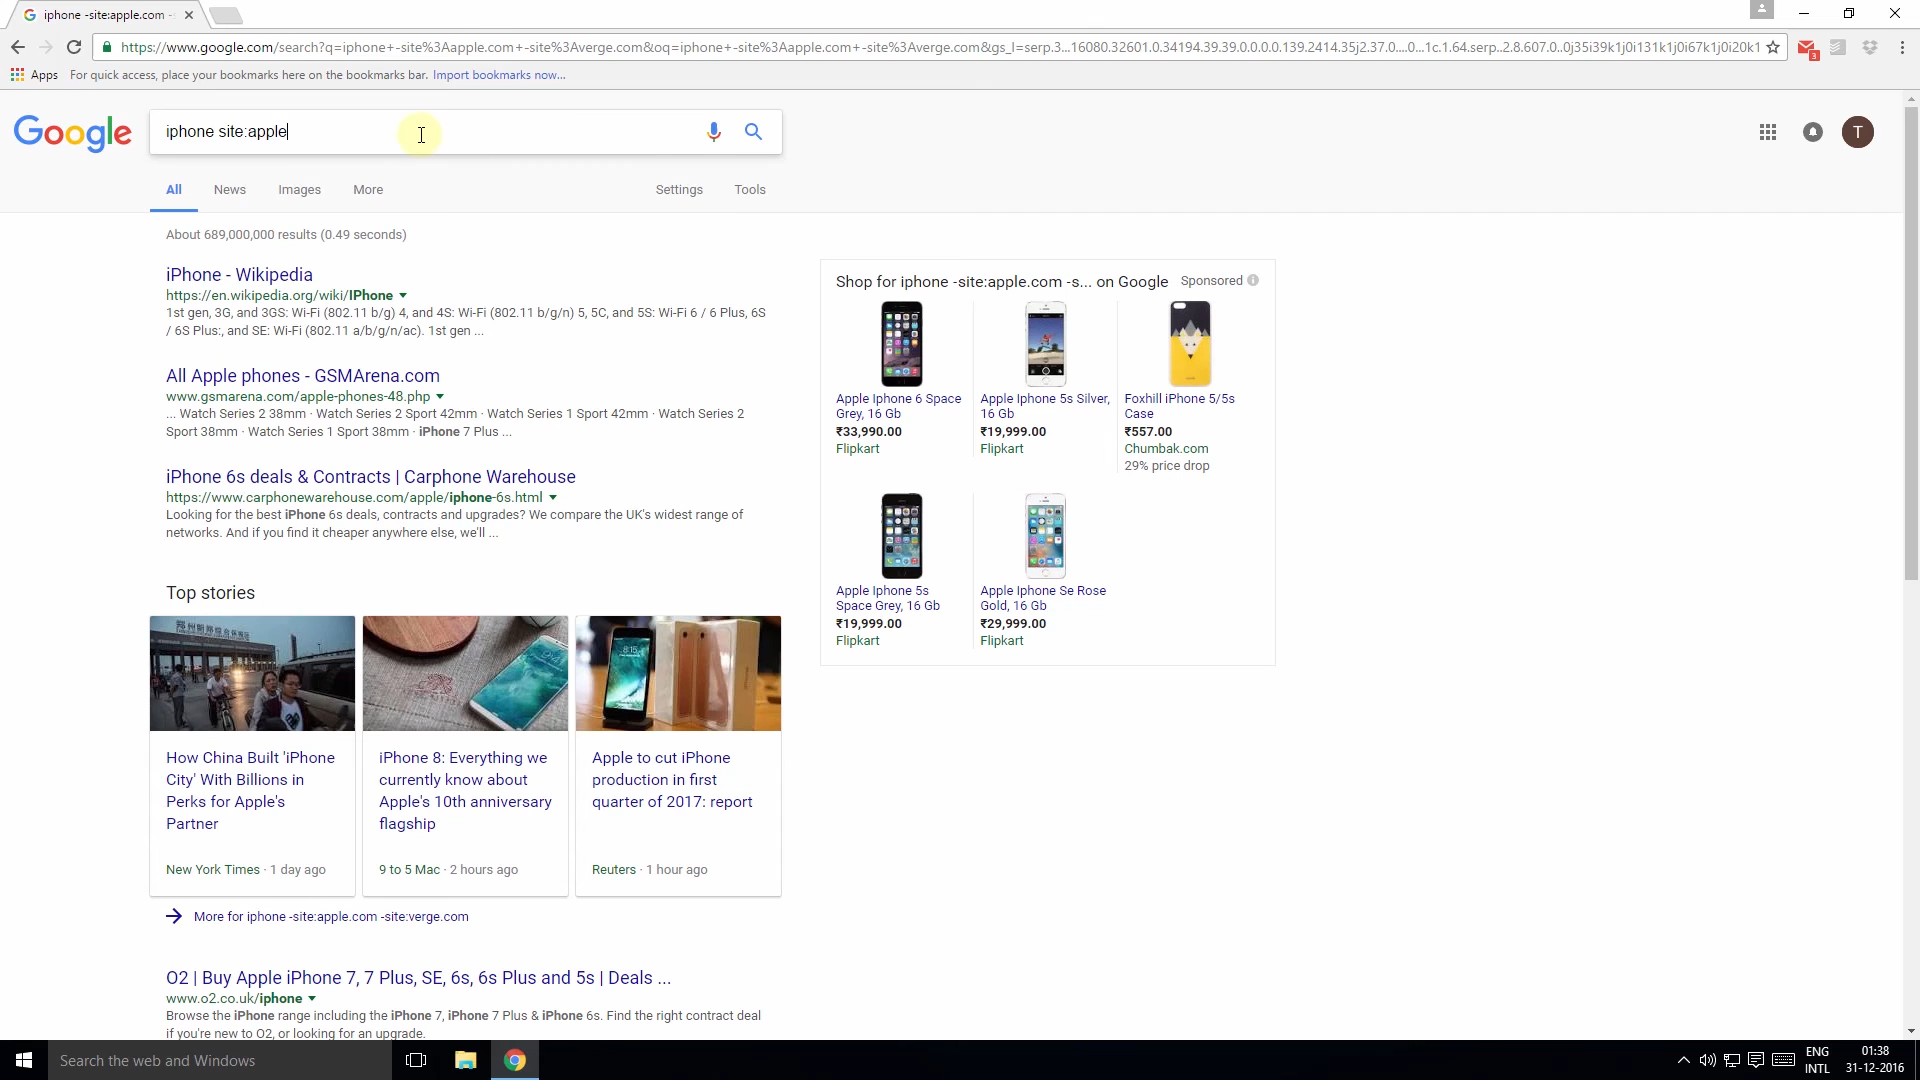 iphone -site:apple.com -s
https://www.google.com/search?q=iphone+-site%3Aapple.com+-site%3Averge.com&oq=iphone+-site%3Aapple.com+-site%3Averge.com&gs_l=serp.3...16080.32601.0.34194.39.39.0.0.0.0.139.2414.35j2.37.0....0...1c.1.64.serp..2.8.607.0..0j35i39k1j0i131k1j0i67k1j0i20k1
3
Apps For quick access, place your bookmarks here on the bookmarks bar. Import bookmarks now...
Google
iphone site:apple
T
All News Images More Settings Tools
About 689,000,000 results (0.49 seconds)
iPhone - Wikipedia
https://en.wikipedia.org/wiki/IPhone
1st gen, 3G, and 3GS: Wi-Fi (802.11 b/g) 4, and 4S: Wi-Fi (802.11 b/g/n) 5, 5C, and 5S: Wi-Fi 6 / 6 Plus, 6S
/ 6S Plus:, and SE: Wi-Fi (802.11 a/b/g/n/ac). 1st gen ...
All Apple phones - GSMArena.com
www.gsmarena.com/apple-phones-48.php
... Watch Series 2 38mm · Watch Series 2 Sport 42mm · Watch Series 1 Sport 42mm · Watch Series 2
Sport 38mm · Watch Series 1 Sport 38mm · iPhone 7 Plus ...
iPhone 6s deals & Contracts | Carphone Warehouse
https://www.carphonewarehouse.com/apple/iphone-6s.html
Looking for the best iPhone 6s deals, contracts and upgrades? We compare the UK's widest range of
networks. And if you find it cheaper anywhere else, we'll ...
Top stories
How China Built 'iPhone
City' With Billions in
Perks for Apple's
Partner
New York Times · 1 day ago
iPhone 8: Everything we
currently know about
Apple's 10th anniversary
flagship
9 to 5 Mac · 2 hours ago
8:15
Apple to cut iPhone
production in first
quarter of 2017: report
Reuters · 1 hour ago
More for iphone -site:apple.com -site:verge.com
O2 | Buy Apple iPhone 7, 7 Plus, SE, 6s, 6s Plus and 5s | Deals ...
www.o2.co.uk/iphone
Browse the iPhone range including the iPhone 7, iPhone 7 Plus & iPhone 6s. Find the right contract deal
if you're new to O2, or looking for an upgrade.
Shop for iphone -site:apple.com -s... on Google Sponsored
Apple Iphone 6 Space
Grey, 16 Gb
₹33,990.00
Flipkart
Apple Iphone 5s Silver,
16 Gb
₹19,999.00
Flipkart
Foxhill iPhone 5/5s
Case
₹557.00
Chumbak.com
29% price drop
Apple Iphone 5s
Space Grey, 16 Gb
₹19,999.00
Flipkart
Apple Iphone Se Rose
Gold, 16 Gb
₹29,999.00
Flipkart
Search the web and Windows
ENG
INTL
01:38
31-12-2016